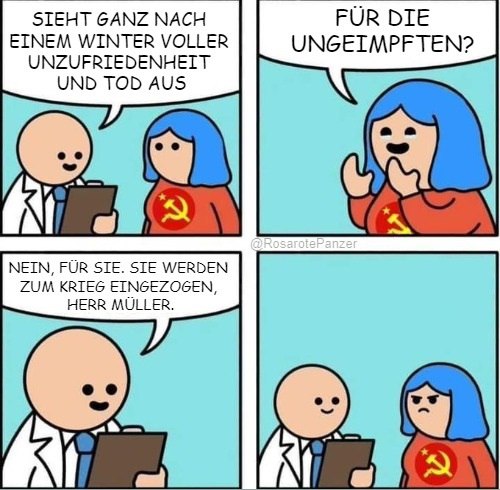 SIEHT GANZ NACH
EINEM WINTER VOLLER
UNZUFRIEDENHEIT
UND TOD AUS
FÜR DIE
UNGEIMPFTEN?
@RosarotePanzer
NEIN, FÜR SIE. SIE WERDEN
ZUM KRIEG EINGEZOGEN,
HERR MÜLLER.